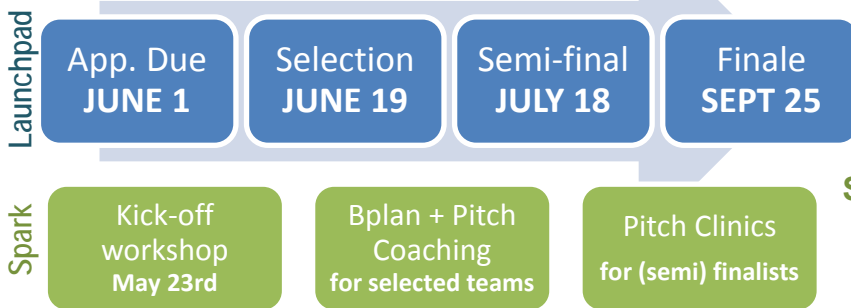 Launchpad
App. Due
JUNE 1
Selection
JUNE 19
Semi-final
JULY 18
Finale
SEPT 25
Spark
Kick-off
workshop
May 23rd
Bplan + Pitch
Coaching
for selected teams
Pitch Clinics
for (semi) finalists
S